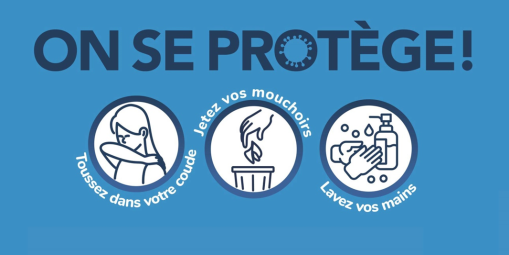 ON SE PROTÈGE!
Toussez dans votre coude
Jetez vos mouchoirs
Lavez vos mains